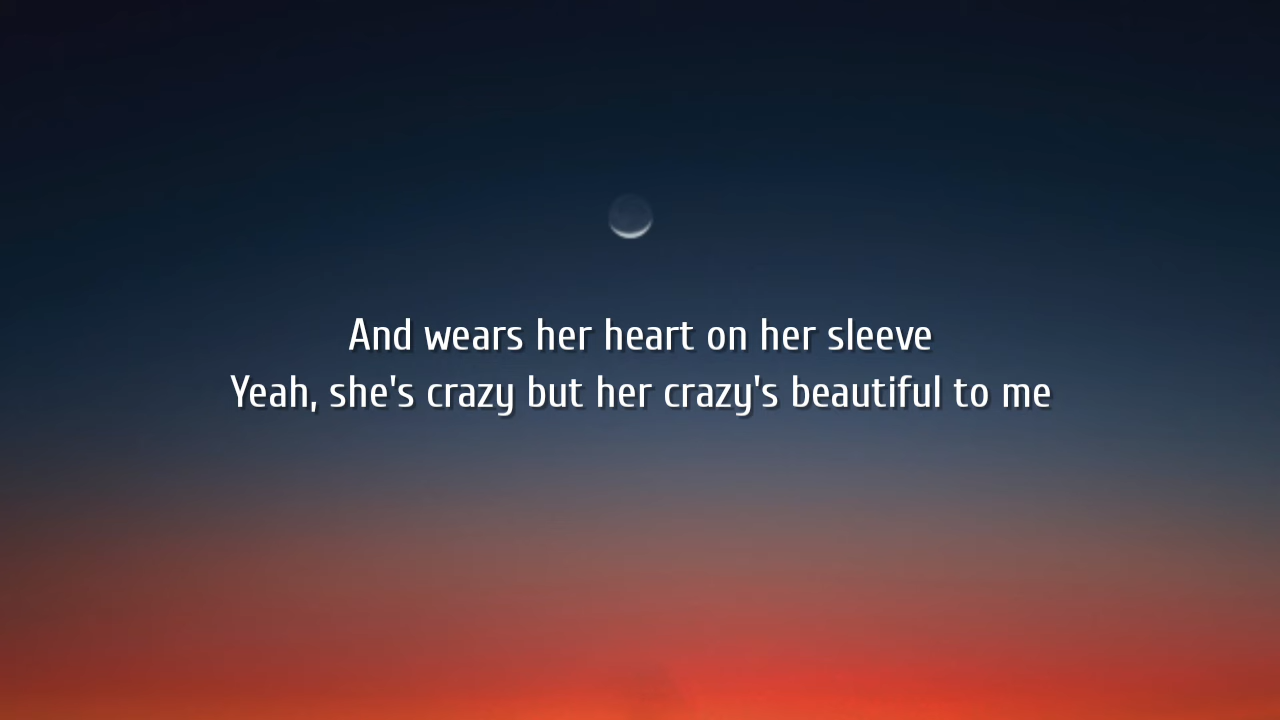 And wears her heart on her sleeve
Yeah, she's crazy but her crazy's beautiful to me